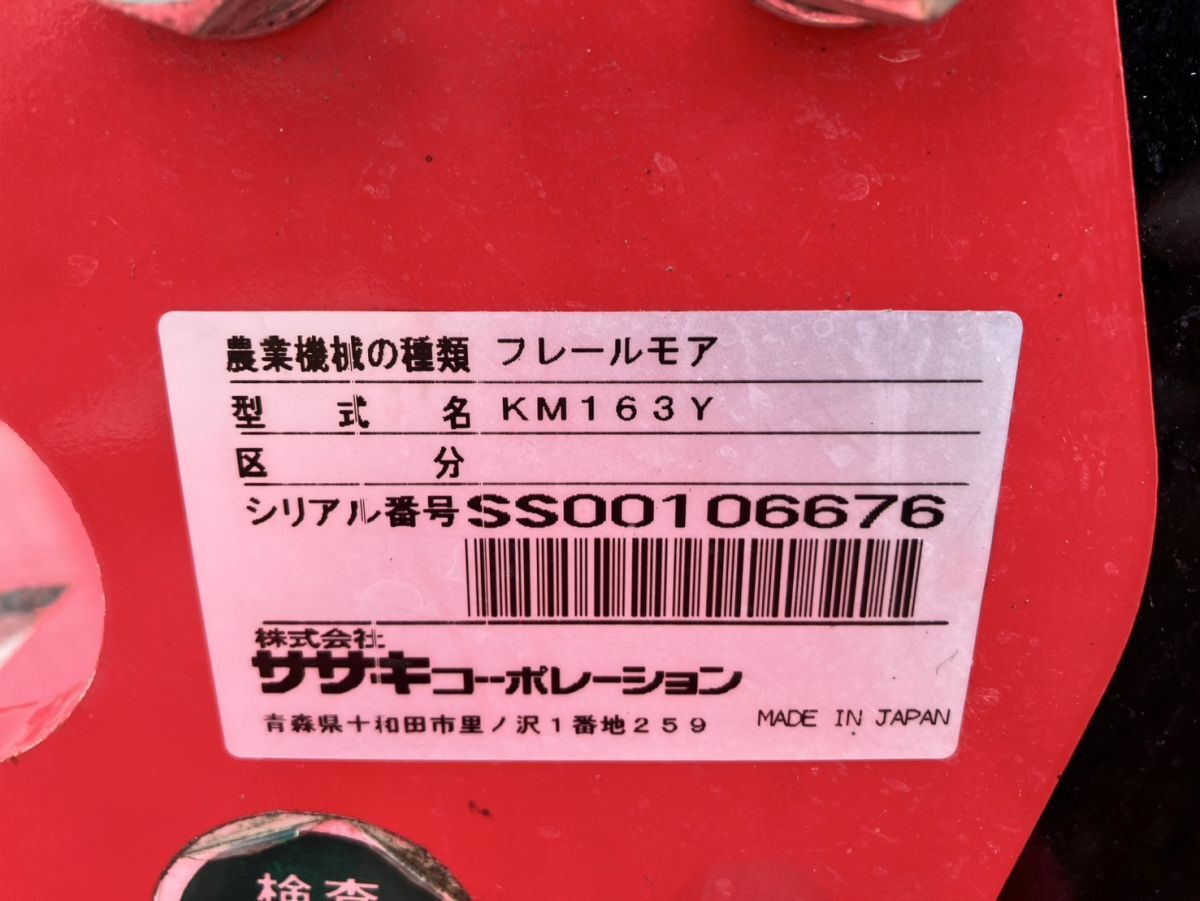 農業機械の種類 フレールモア
型式名 KM163Y
区分
シリアル番号 SS00106676
株式会社
ササキコーポレーション
青森県十和田市里ノ沢1番地259 MADE IN JAPAN
検査